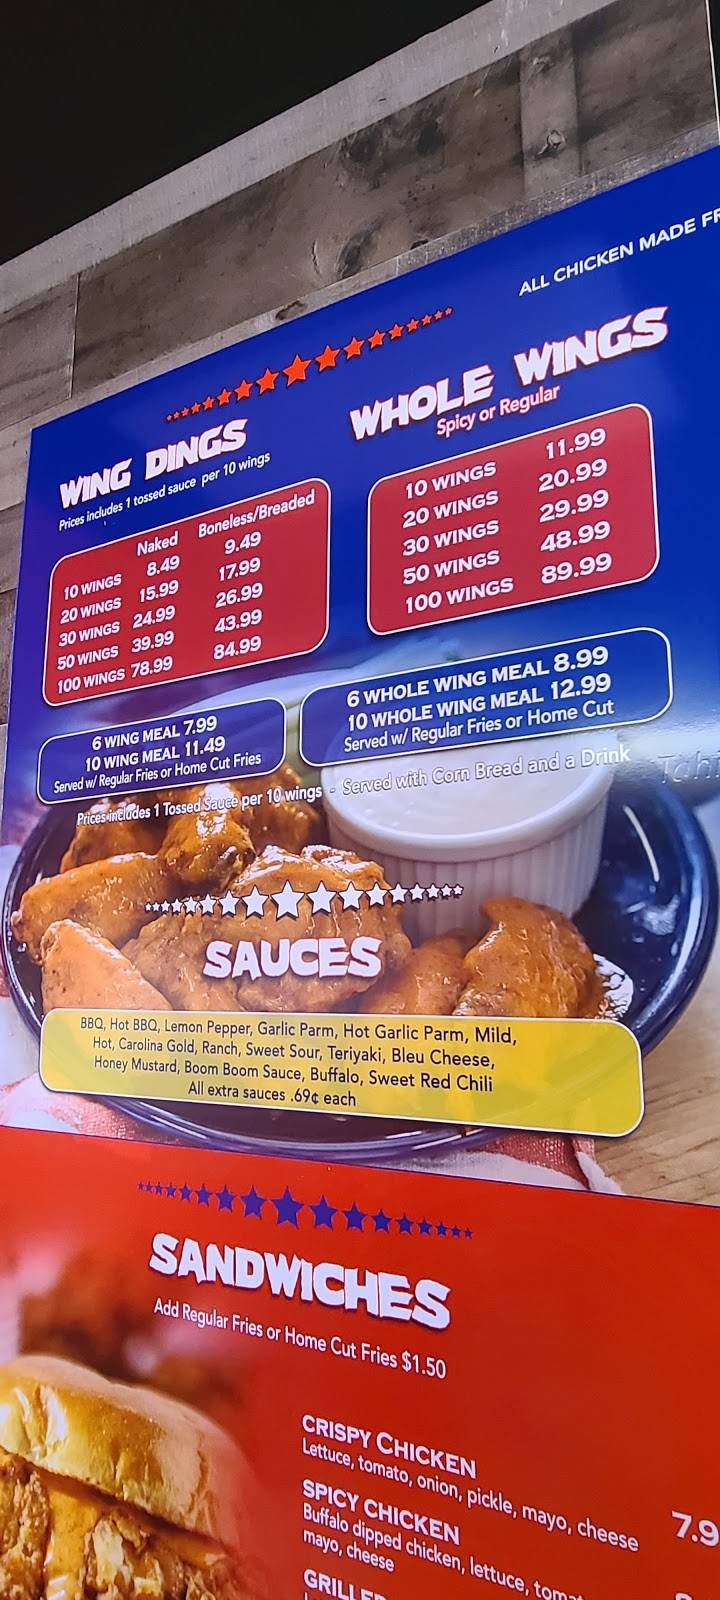 ALL CHICKEN MADE
WING DINGS
Prices includes 1 tossed sauce per 10 wings
Naked Boneless/Breaded
10 WINGS 8.49 9.49
20 WINGS 15.99 17.99
30 WINGS 24.99 26.99
50 WINGS 39.99 43.99
100 WINGS 78.99 84.99
WHOLE WINGS
Spicy or Regular
10 WINGS 11.99
20 WINGS 20.99
30 WINGS 29.99
50 WINGS 48.99
100 WINGS 89.99
6 WING MEAL 7.99
10 WING MEAL 11.49
Served w/ Regular Fries or Home Cut Fries
6 WHOLE WING MEAL 8.99
10 WHOLE WING MEAL 12.99
Served w/ Regular Fries or Home Cut
Prices includes 1 Tossed Sauce per 10 wings - Served with Corn Bread and a Drink
SAUCES
BBQ, Hot BBQ, Lemon Pepper, Garlic Parm, Hot Garlic Parm, Mild,
Hot, Carolina Gold, Ranch, Sweet Sour, Teriyaki, Bleu Cheese,
Honey Mustard, Boom Boom Sauce, Buffalo, Sweet Red Chili
All extra sauces .69¢ each
SANDWICHES
Add Regular Fries or Home Cut Fries $1.50
CRISPY CHICKEN
Lettuce, tomato, onion, pickle, mayo, cheese 7.9
SPICY CHICKEN
Buffalo dipped chicken, lettuce,
mayo, cheese